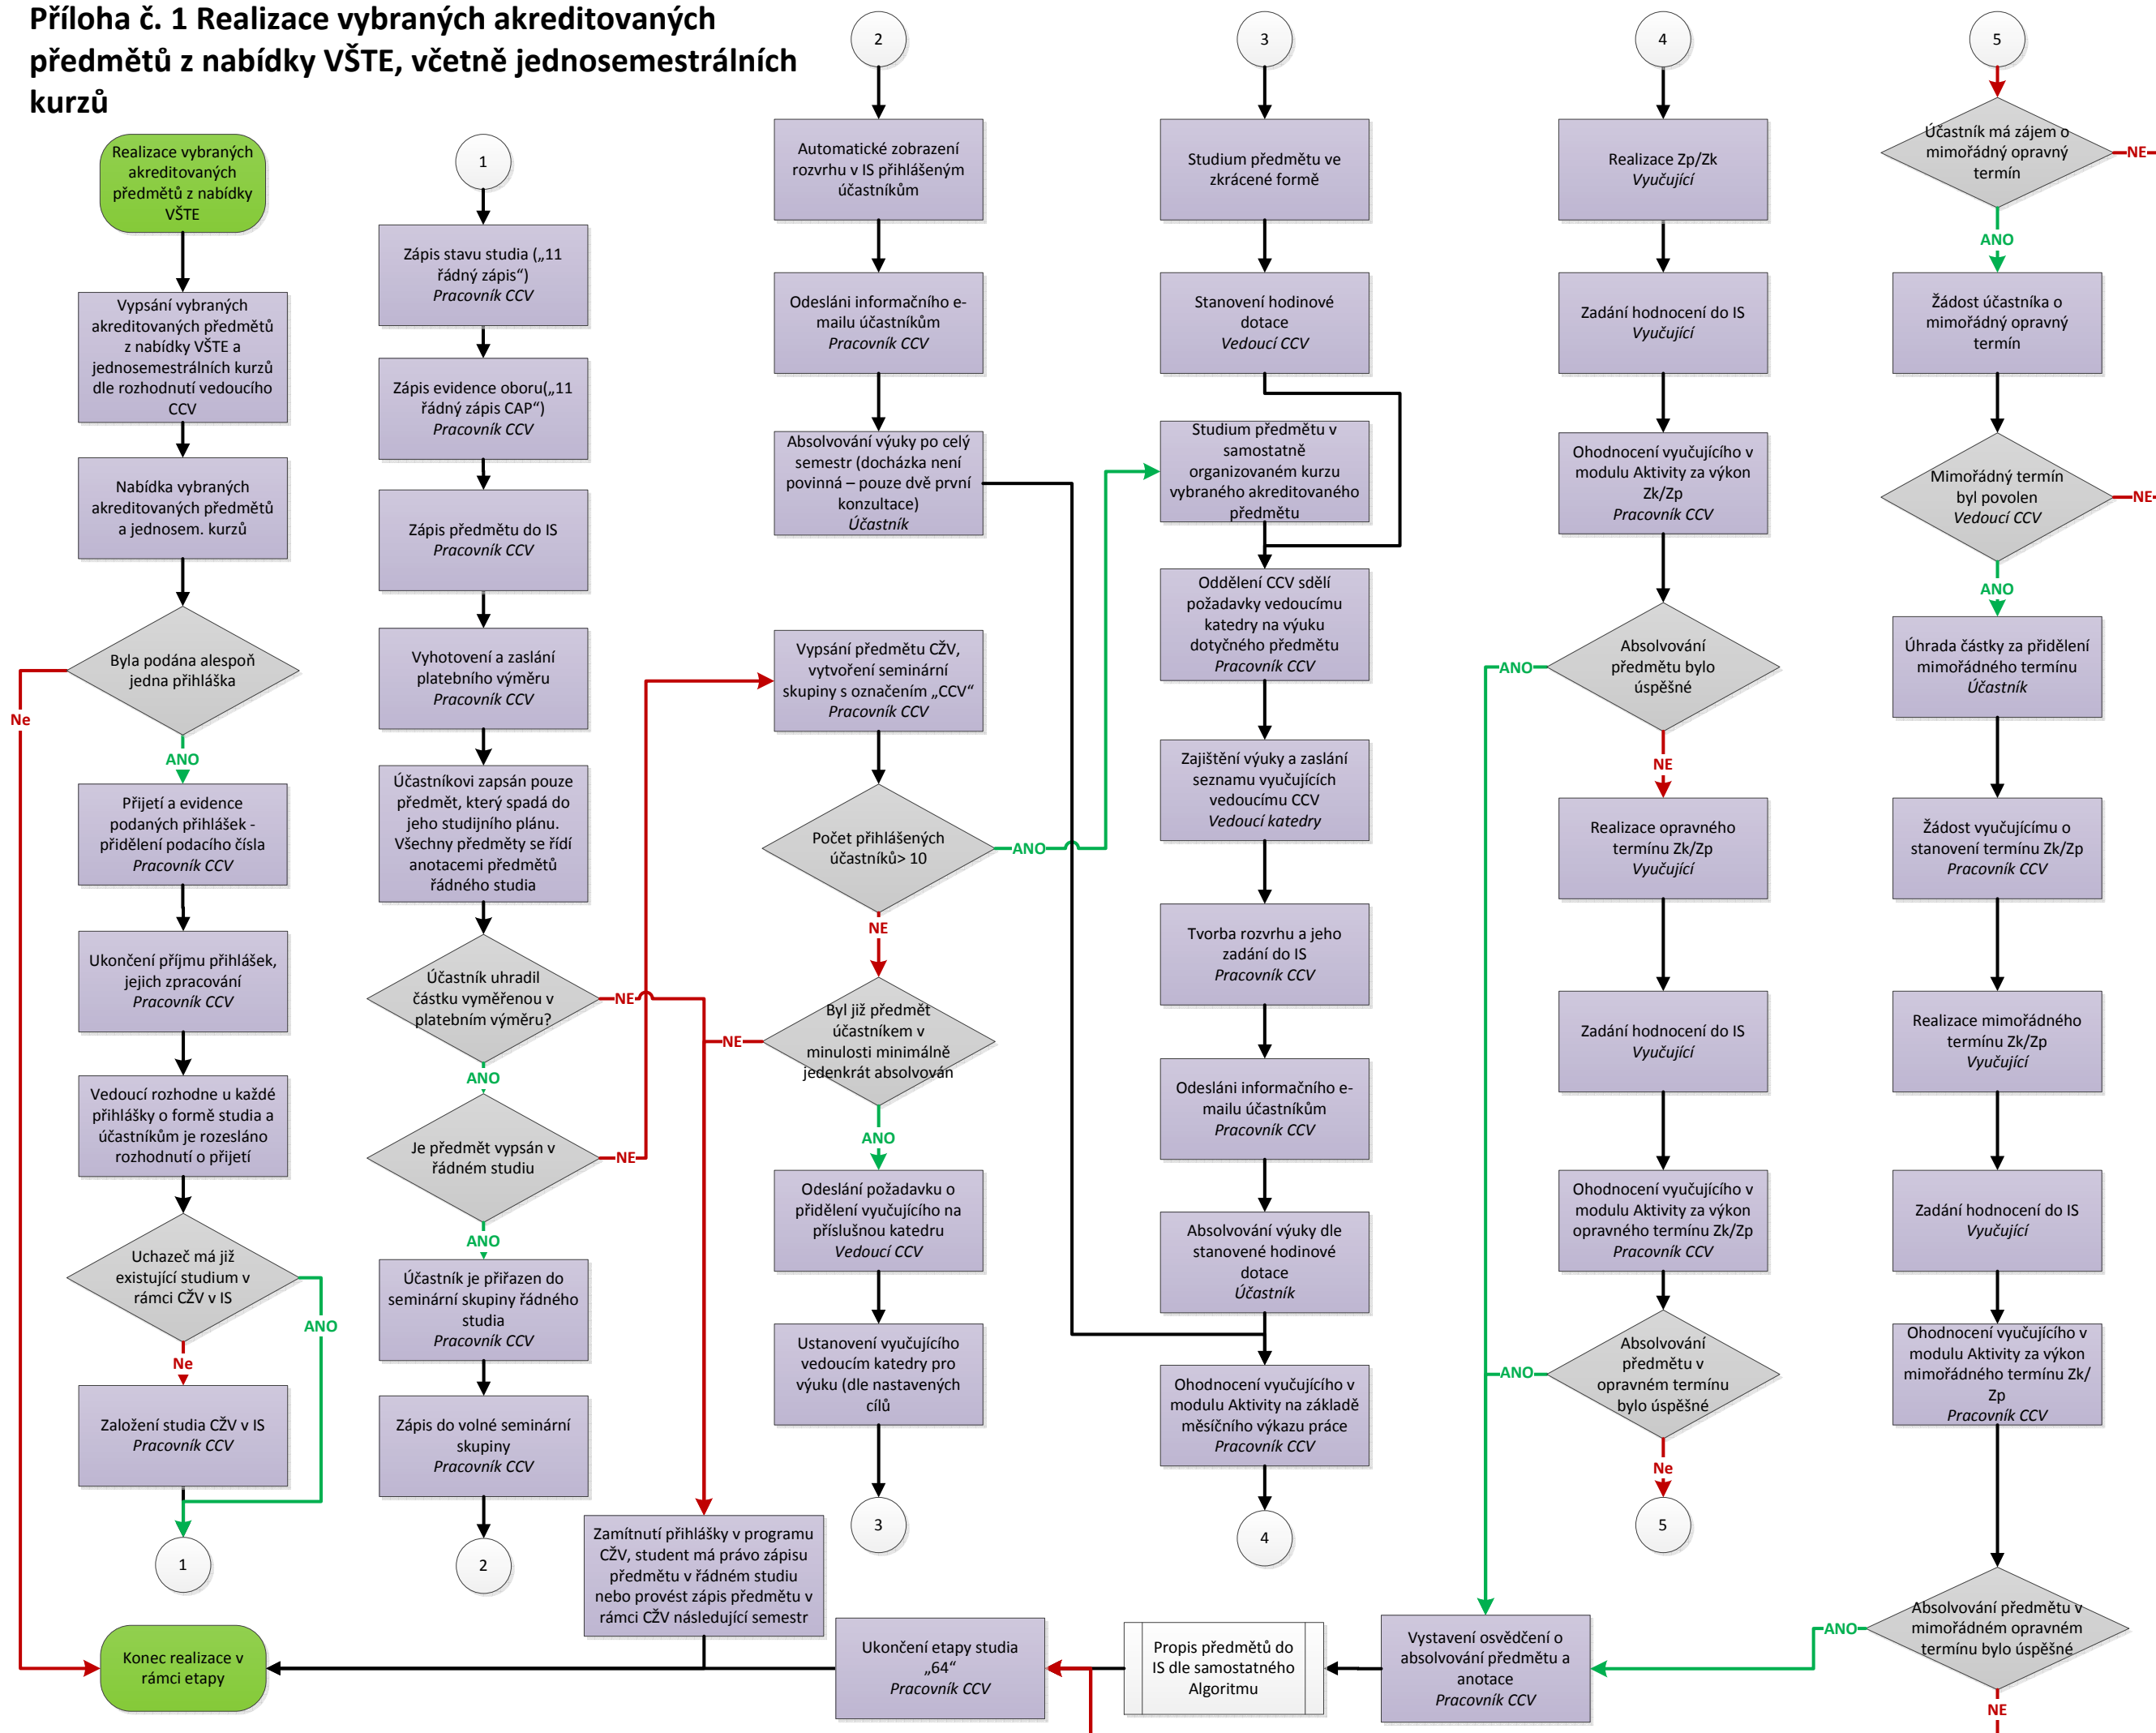 Příloha č. 1 Realizace vybraných akreditovaných
předmětů z nabídky VŠTE, včetně jednosemestrálních
kurzů
Realizace vybraných
akreditovaných
předmětů z nabídky
VŠTE
Vypsání vybraných
akreditovaných předmětů
z nabídky VŠTE a
jednosemestrálních kurzů
dle rozhodnutí vedoucího
CCV
Nabídka vybraných
akreditovaných předmětů
a jednosem. kurzů
Byla podána alespoň
jedna přihláška
Ne
ANO
Přijetí a evidence
podaných přihlášek -
přidělení podacího čísla
Pracovník CCV
Ukončení příjmu přihlášek,
jejich zpracování
Pracovník CCV
Vedoucí rozhodne u každé
přihlášky o formě studia a
účastníkům je rozesláno
rozhodnutí o přijetí
Uchazeč má již
existující studium v
rámci CŽV v IS
ANO
Ne
Založení studia CŽV v IS
Pracovník CCV
1
Konec realizace v
rámci etapy
1
Zápis stavu studia („11
řádný zápis“)
Pracovník CCV
Zápis evidence oboru(„11
řádný zápis CAP“)
Pracovník CCV
Zápis předmětu do IS
Pracovník CCV
Vyhotovení a zaslání
platebního výměru
Pracovník CCV
Účastníkovi zapsán pouze
předmět, který spadá do
jeho studijního plánu.
Všechny předměty se řídí
anotacemi předmětů
řádného studia
Účastník uhradil
částku vyměřenou v
platebním výměru?
NE
ANO
Je předmět vypsán v
řádném studiu
NE
ANO
Účastník je přiřazen do
seminární skupiny řádného
studia
Pracovník CCV
Zápis do volné seminární
skupiny
Pracovník CCV
2
Zamítnutí přihlášky v programu
CŽV, student má právo zápisu
předmětu v řádném studiu
nebo provést zápis předmětu v
rámci CŽV následující semestr
2
Automatické zobrazení
rozvrhu v IS přihlášeným
účastníkům
Odesláni informačního e-
mailu účastníkům
Pracovník CCV
Absolvování výuky po celý
semestr (docházka není
povinná – pouze dvě první
konzultace)
Účastník
Vypsání předmětu CŽV,
vytvoření seminární
skupiny s označením „CCV“
Pracovník CCV
Počet přihlášených
účastníků> 10
ANO
NE
Byl již předmět
účastníkem v
minulosti minimálně
jedenkrát absolvován
NE
ANO
Odeslání požadavku o
přidělení vyučujícího na
příslušnou katedru
Vedoucí CCV
Ustanovení vyučujícího
vedoucím katedry pro
výuku (dle nastavených
cílů
3
Ukončení etapy studia
„64“
Pracovník CCV
3
Studium předmětu ve
zkrácené formě
Stanovení hodinové
dotace
Vedoucí CCV
Studium předmětu v
samostatně
organizovaném kurzu
vybraného akreditovaného
předmětu
Oddělení CCV sdělí
požadavky vedoucímu
katedry na výuku
dotyčného předmětu
Pracovník CCV
Zajištění výuky a zaslání
seznamu vyučujících
vedoucímu CCV
Vedoucí katedry
Tvorba rozvrhu a jeho
zadání do IS
Pracovník CCV
Odesláni informačního e-
mailu účastníkům
Pracovník CCV
Absolvování výuky dle
stanovené hodinové
dotace
Účastník
Ohodnocení vyučujícího v
modulu Aktivity na základě
měsíčního výkazu práce
Pracovník CCV
4
Propis předmětů do
IS dle samostatného
Algoritmu
4
Realizace Zp/Zk
Vyučující
Zadání hodnocení do IS
Vyučující
Ohodnocení vyučujícího v
modulu Aktivity za výkon
Zk/Zp
Pracovník CCV
Absolvování
předmětu bylo
úspěšné
ANO
NE
Realizace opravného
termínu Zk/Zp
Vyučující
Zadání hodnocení do IS
Vyučující
Ohodnocení vyučujícího v
modulu Aktivity za výkon
opravného termínu Zk/Zp
Pracovník CCV
Absolvování
předmětu v
opravném termínu
bylo úspěšné
ANO
Ne
5
Vystavení osvědčení o
absolvování předmětu a
anotace
Pracovník CCV
5
Účastník má zájem o
mimořádný opravný
termín
NE
ANO
Žádost účastníka o
mimořádný opravný
termín
Mimořádný termín
byl povolen
Vedoucí CCV
NE
ANO
Úhrada částky za přidělení
mimořádného termínu
Účastník
Žádost vyučujícímu o
stanovení termínu Zk/Zp
Pracovník CCV
Realizace mimořádného
termínu Zk/Zp
Vyučující
Zadání hodnocení do IS
Vyučující
Ohodnocení vyučujícího v
modulu Aktivity za výkon
mimořádného termínu Zk/
Zp
Pracovník CCV
Absolvování předmětu v
mimořádném opravném
termínu bylo úspěšné
ANO
NE